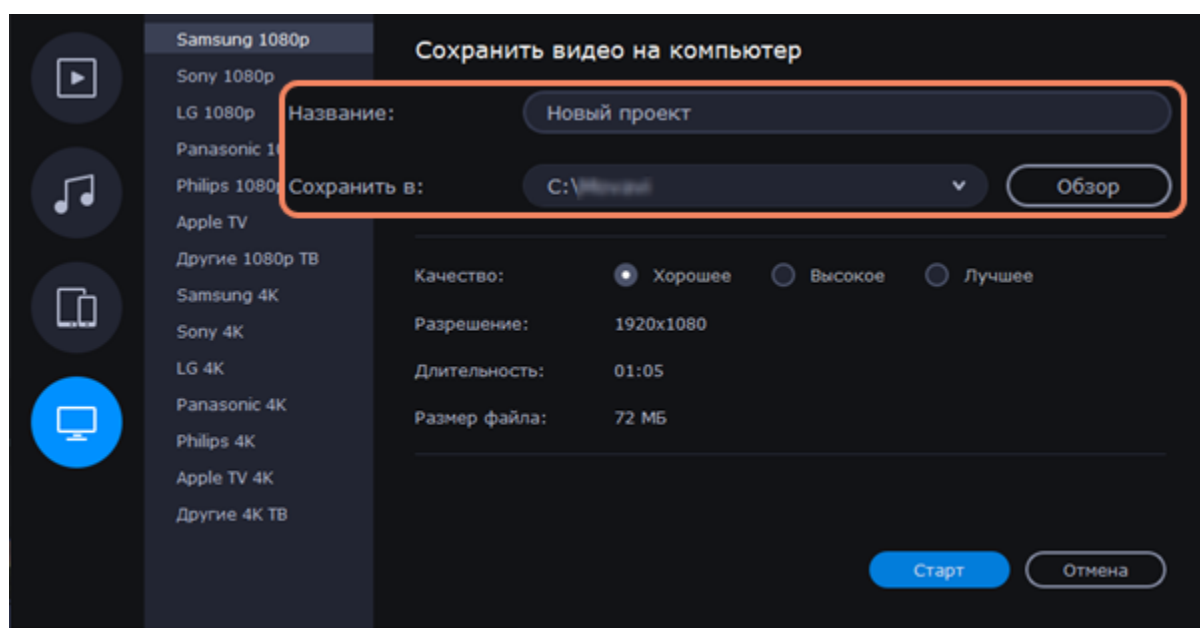 Samsung 1080p
Sony 1080p
LG 1080p
Panasonic
Philips 1080p
Apple TV
Другие 1080p ТВ
Samsung 4K
Sony 4K
LG 4K
Panasonic 4K
Philips 4K
Apple TV 4K
Другие 4K ТВ
Сохранить видео на компьютер
Название: Новый проект
Сохранить в: C:\ Обзор
Качество: Хорошее Высокое Лучшее
Разрешение: 1920x1080
Длительность: 01:05
Размер файла: 72 МБ
Старт Отмена